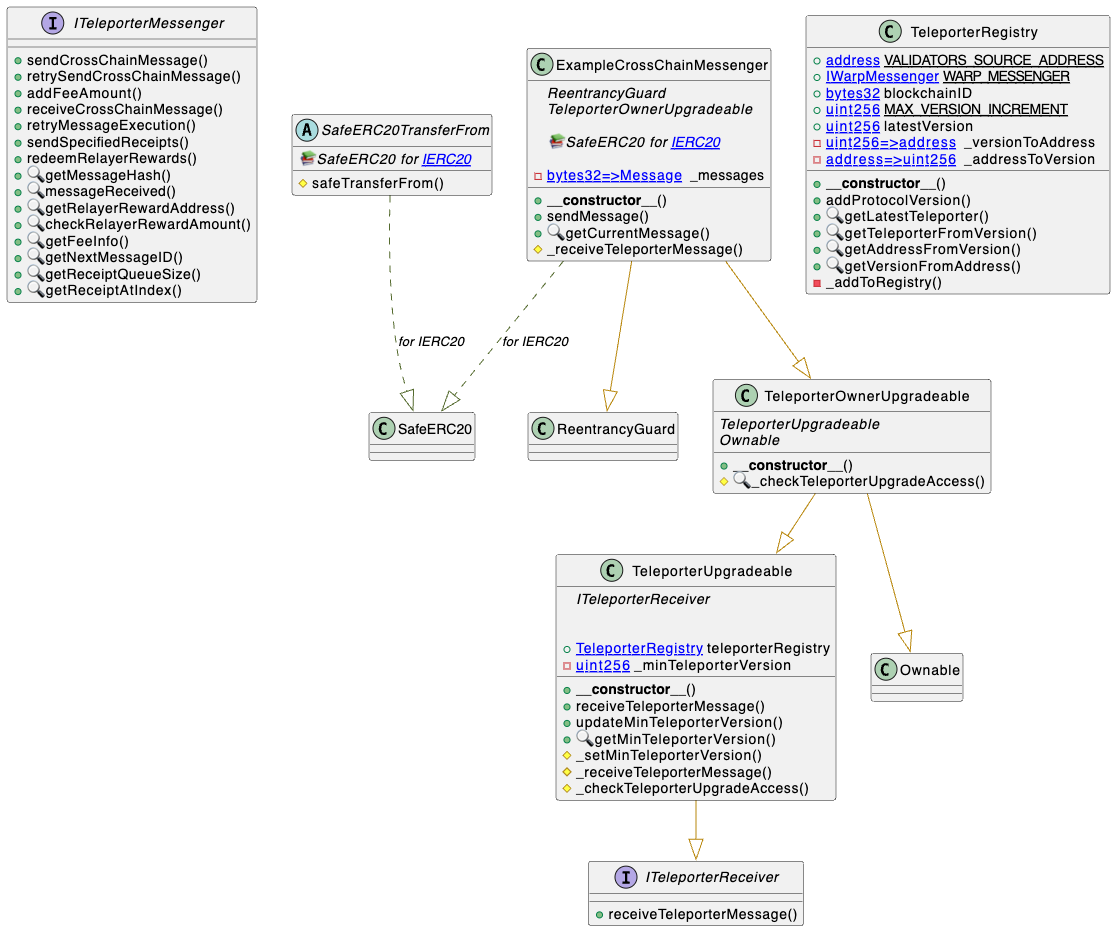 I ITeleporterMessenger
sendCrossChainMessage()
retrySendCrossChainMessage()
addFeeAmount()
receiveCrossChainMessage()
retryMessageExecution()
sendSpecifiedReceipts()
redeemRelayerRewards()
getMessageHash()
messageReceived()
getRelayerRewardAddress()
checkRelayerRewardAmount()
getFeeInfo()
getNextMessageID()
getReceiptQueueSize()
getReceiptAtIndex()
A SafeERC20TransferFrom
SafeERC20 for IERC20
safeTransferFrom()
C ExampleCrossChainMessenger
ReentrancyGuard
TeleporterOwnerUpgradeable
SafeERC20 for IERC20
bytes32=>Message _messages
__constructor__()
sendMessage()
getCurrentMessage()
_receiveTeleporterMessage()
C TeleporterRegistry
address VALIDATORS_SOURCE_ADDRESS
IWarpMessenger WARP_MESSENGER
bytes32 blockchainID
uint256 MAX_VERSION_INCREMENT
uint256 latestVersion
uint256=>address _versionToAddress
address=>uint256 _addressToVersion
__constructor__()
addProtocolVersion()
getLatestTeleporter()
getTeleporterFromVersion()
getAddressFromVersion()
getVersionFromAddress()
_addToRegistry()
for IERC20
for IERC20
C SafeERC20
C ReentrancyGuard
C TeleporterOwnerUpgradeable
TeleporterUpgradeable
Ownable
__constructor__()
_checkTeleporterUpgradeAccess()
C TeleporterUpgradeable
ITeleporterReceiver
TeleporterRegistry teleporterRegistry
uint256 _minTeleporterVersion
__constructor__()
receiveTeleporterMessage()
updateMinTeleporterVersion()
getMinTeleporterVersion()
_setMinTeleporterVersion()
_receiveTeleporterMessage()
_checkTeleporterUpgradeAccess()
C Ownable
I ITeleporterReceiver
receiveTeleporterMessage()